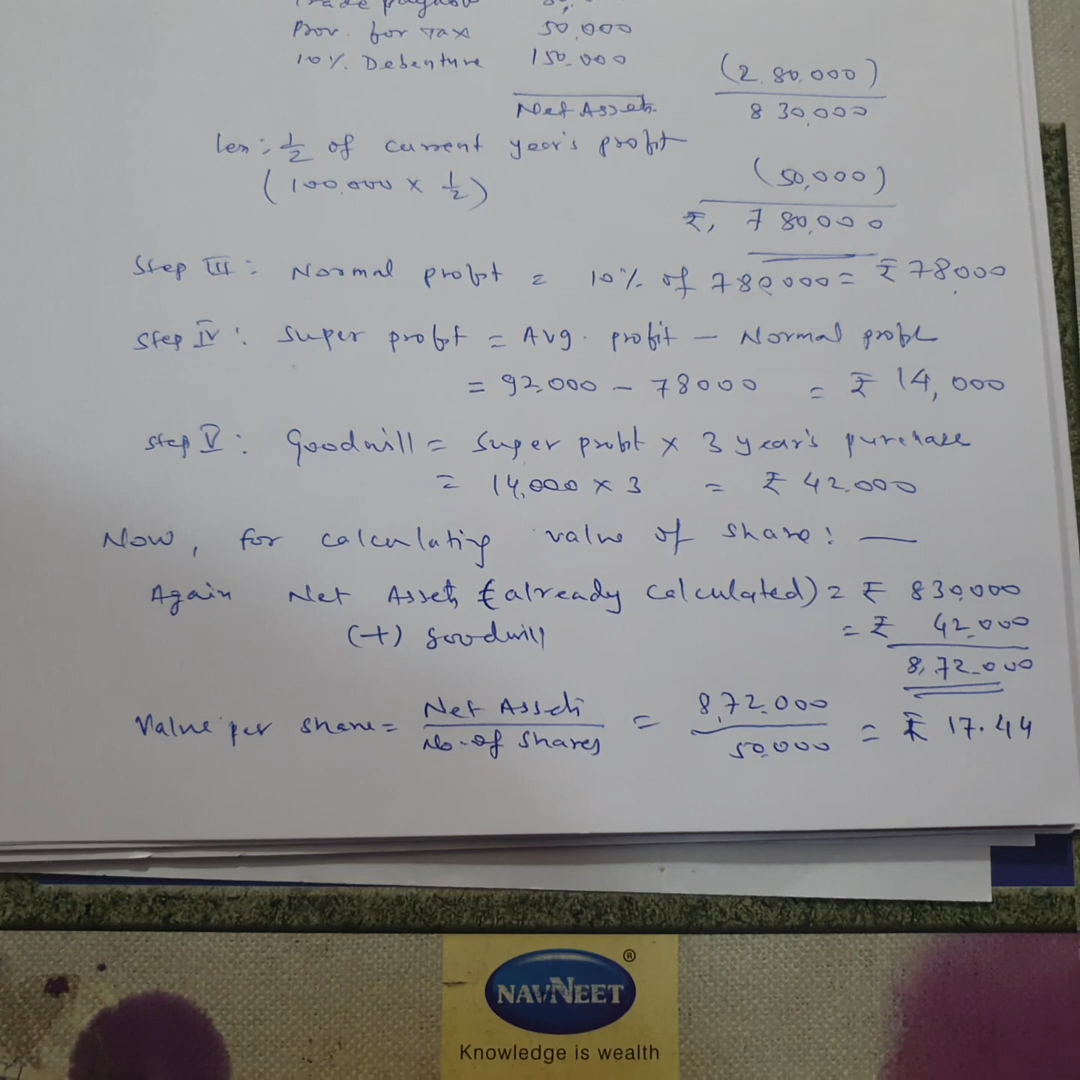 Trade payable
Prov. for Tax 50,000
10% Debenture 150,000 (2,80,000)
Net Assets 830,000
Less: 1/2 of current year's profit
(100,000 × 1/2) (50,000)
₹, 780,000
Step III: Normal profit = 10% of 780000 = ₹ 78,000
Step IV: Super profit = Avg. profit - Normal profit
= 92,000 - 78000 = ₹ 14,000
Step V: Goodwill = Super profit × 3 year's purchase
= 14,000 × 3 = ₹ 42,000
Now, for calculating value of share: —
Again Net Assets (already calculated) = ₹ 830,000
(+) Goodwill = ₹ 42,000
8,72,000
Value per share = Net Assets / No. of shares = 8,72,000 / 50,000 = ₹ 17.44
NAVNEET ®
Knowledge is wealth